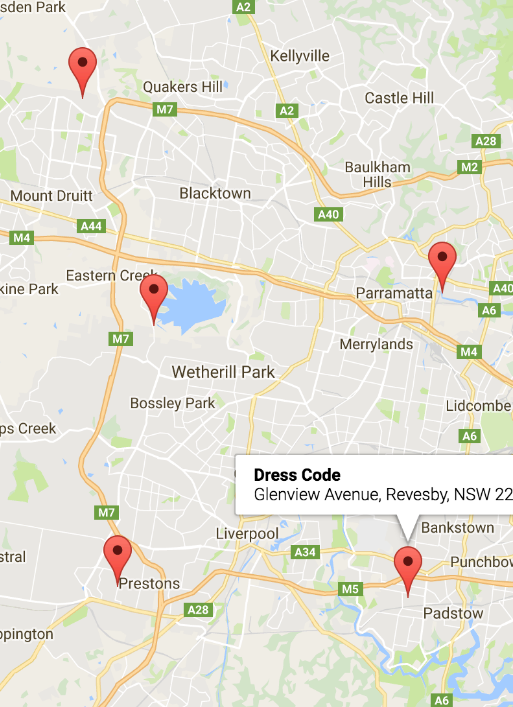 sden Park
A2
Kellyville
Quakers Hill
M7
A2
Castle Hill
A28
M2
Baulkham
Hills
Mount Druitt
Blacktown
A40
A44
M4
Eastern Creek
kine Park
Parramatta
A40
A6
M7
Merrylands
M4
Wetherill Park
Bossley Park
Lidcombe
ps Creek
A6
Dress Code
Glenview Avenue, Revesby, NSW 22
M7
Liverpool
Bankstown
stral
A34
Prestons
Punchbow
M5
A28
Padstow
ppington
A6